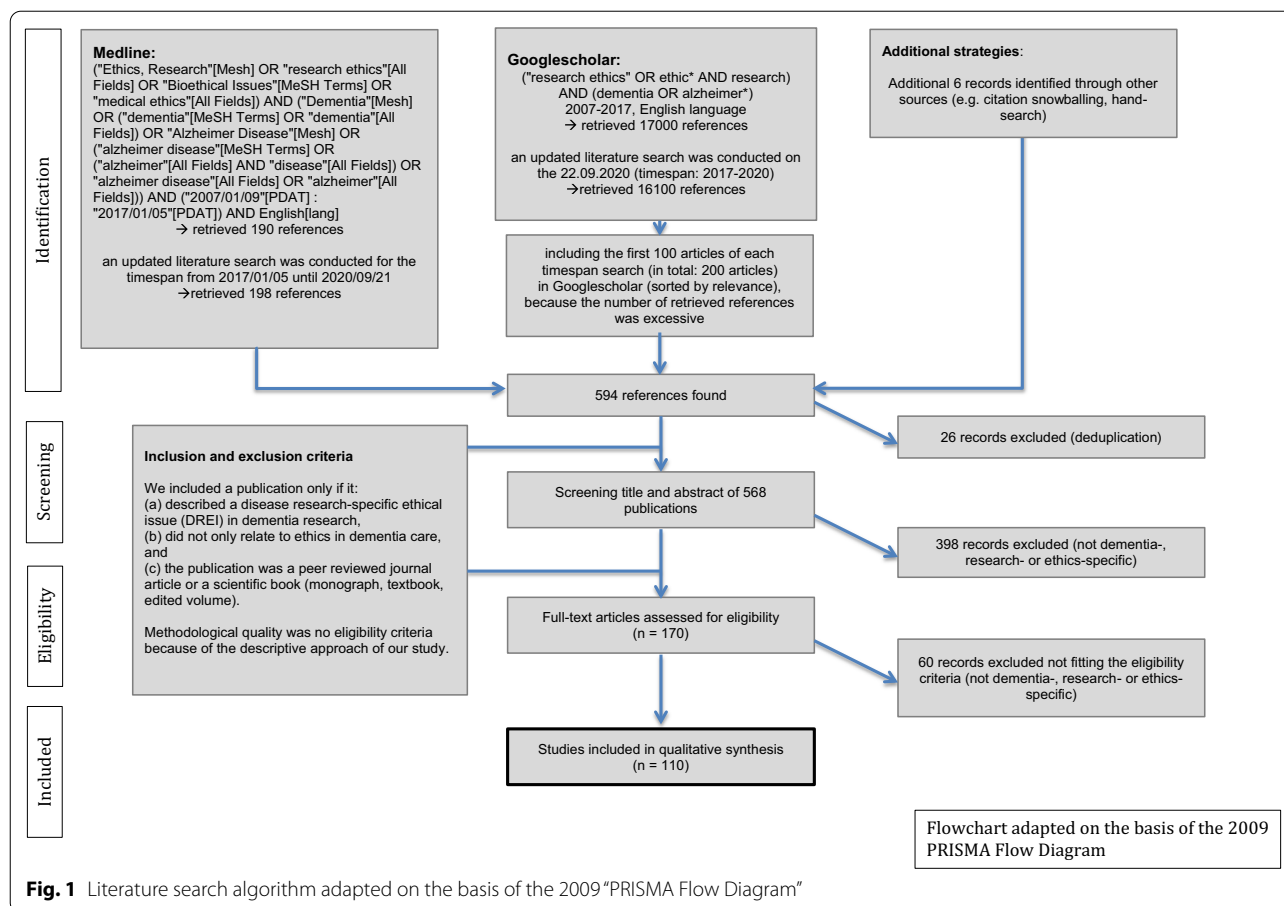 Identification
Medline:
("Ethics, Research"[Mesh] OR "research ethics"[All
Fields] OR "Bioethical Issues"[MeSH Terms] OR
"medical ethics"[All Fields]) AND ("Dementia"[Mesh]
OR ("dementia"[MeSH Terms] OR "dementia"[All
Fields]) OR "Alzheimer Disease"[Mesh] OR
("alzheimer disease"[MeSH Terms] OR
("alzheimer"[All Fields] AND "disease"[All Fields]) OR
"alzheimer disease"[All Fields] OR "alzheimer"[All
Fields])) AND ("2007/01/09"[PDAT] :
"2017/01/05"[PDAT]) AND English[lang]
→ retrieved 190 references
an updated literature search was conducted for the
timespan from 2017/01/05 until 2020/09/21
→retrieved 198 references
Googlescholar:
("research ethics" OR ethic* AND research)
AND (dementia OR alzheimer*)
2007-2017, English language
→ retrieved 17000 references
an updated literature search was conducted on
the 22.09.2020 (timespan: 2017-2020)
→retrieved 16100 references
Additional strategies:
Additional 6 records identified through other
sources (e.g. citation snowballing, hand-
search)
including the first 100 articles of each
timespan search (in total: 200 articles)
in Googlescholar (sorted by relevance),
because the number of retrieved references
was excessive
594 references found
Screening
26 records excluded (deduplication)
Inclusion and exclusion criteria
We included a publication only if it:
(a) described a disease research-specific ethical
issue (DREI) in dementia research,
(b) did not only relate to ethics in dementia care,
and
(c) the publication was a peer reviewed journal
article or a scientific book (monograph, textbook,
edited volume).
Methodological quality was no eligibility criteria
because of the descriptive approach of our study.
Screening title and abstract of 568
publications
398 records excluded (not dementia-,
research- or ethics-specific)
Eligibility
Full-text articles assessed for eligibility
(n = 170)
60 records excluded not fitting the eligibility
criteria (not dementia-, research- or ethics-
specific)
Included
Studies included in qualitative synthesis
(n = 110)
Flowchart adapted on the basis of the 2009
PRISMA Flow Diagram
Fig. 1 Literature search algorithm adapted on the basis of the 2009 “PRISMA Flow Diagram”